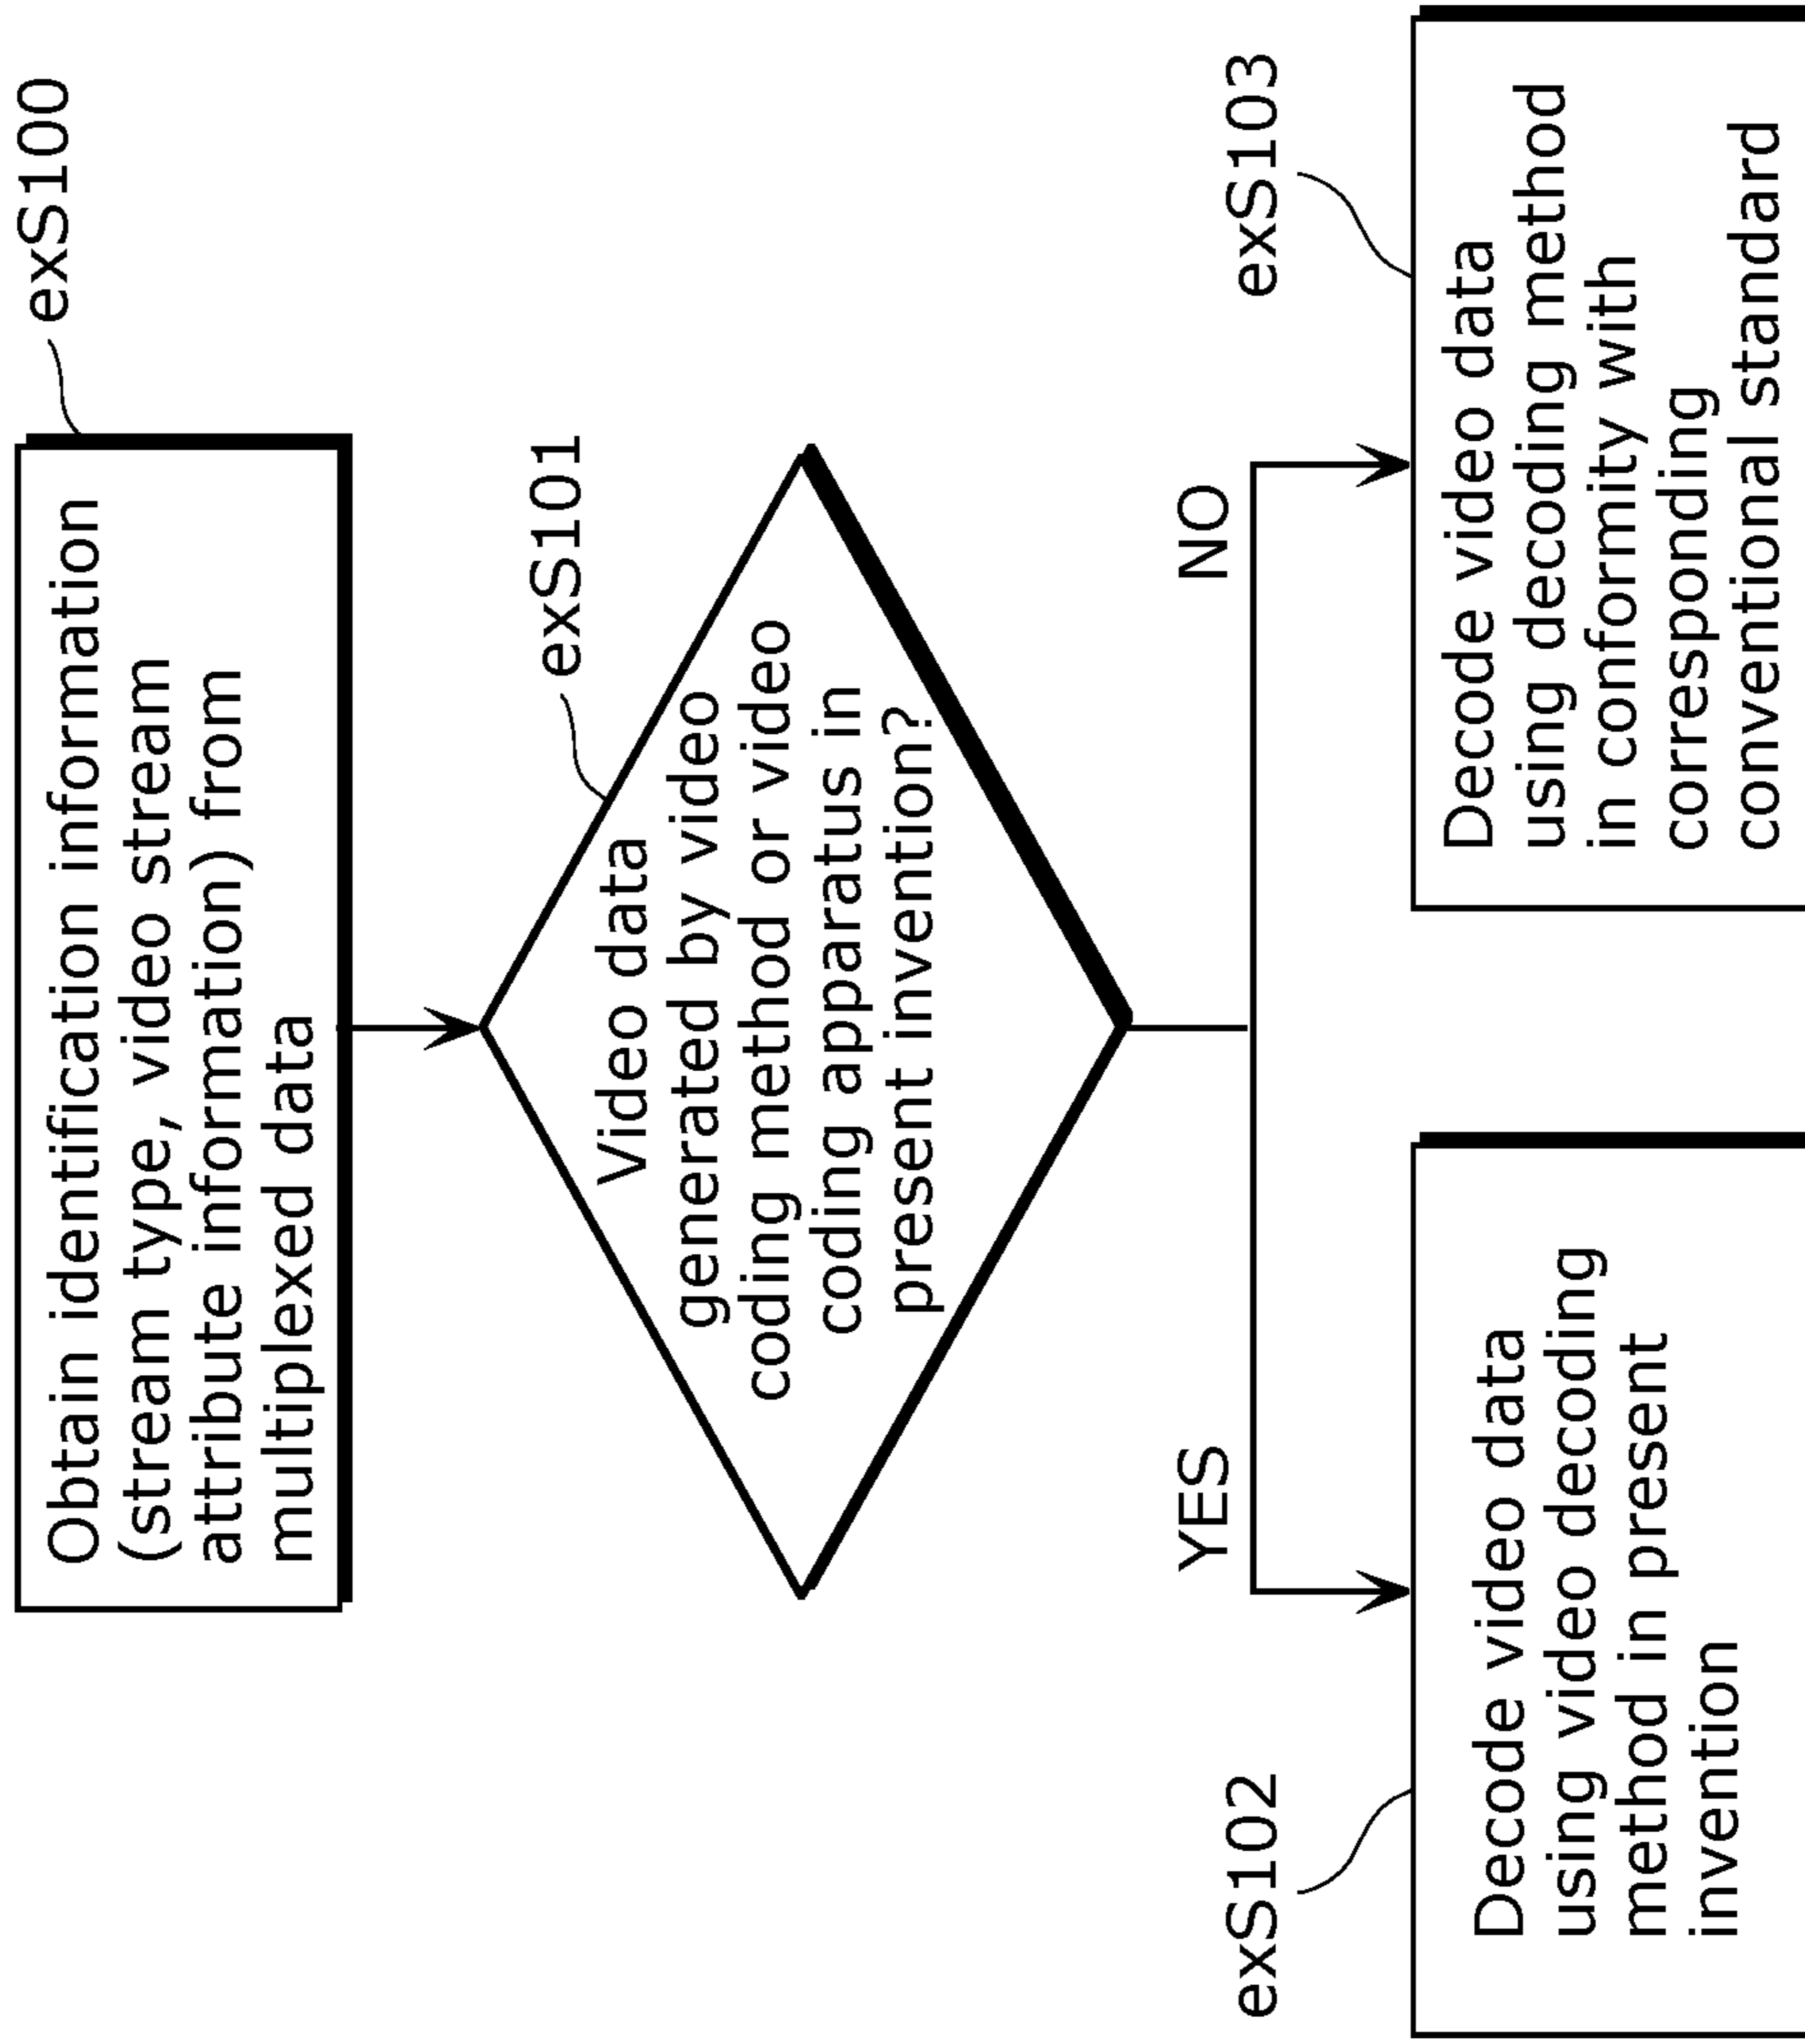 exS100
Obtain identification information
(stream type, video stream
attribute information) from
multiplexed data
exS101
Video data
generated by video
coding method or video
coding apparatus in
present invention?
YES
NO
exS102
Decode video data
using video decoding
method in present
invention
exS103
Decode video data
using decoding method
in conformity with
corresponding
conventional standard